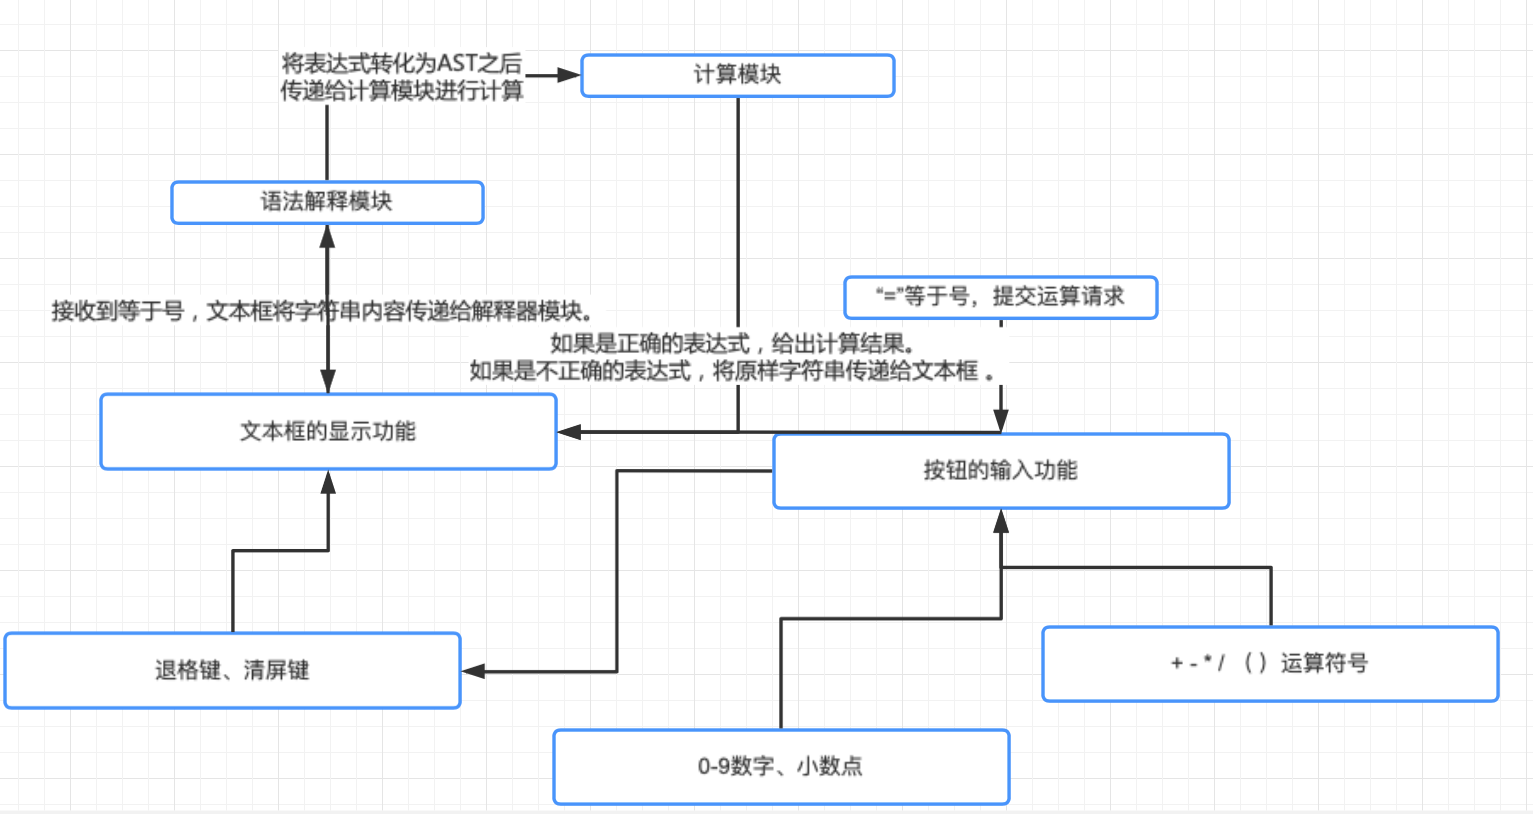 将表达式转化为AST之后
传递给计算模块进行计算
计算模块
语法解释模块
接收到等于号，文本框将字符串内容传递给解释器模块。
“=”等于号，提交运算请求
如果是正确的表达式，给出计算结果。
如果是不正确的表达式，将原样字符串传递给文本框 。
文本框的显示功能
按钮的输入功能
退格键、清屏键
+ - * / （ ）运算符号
0-9数字、小数点